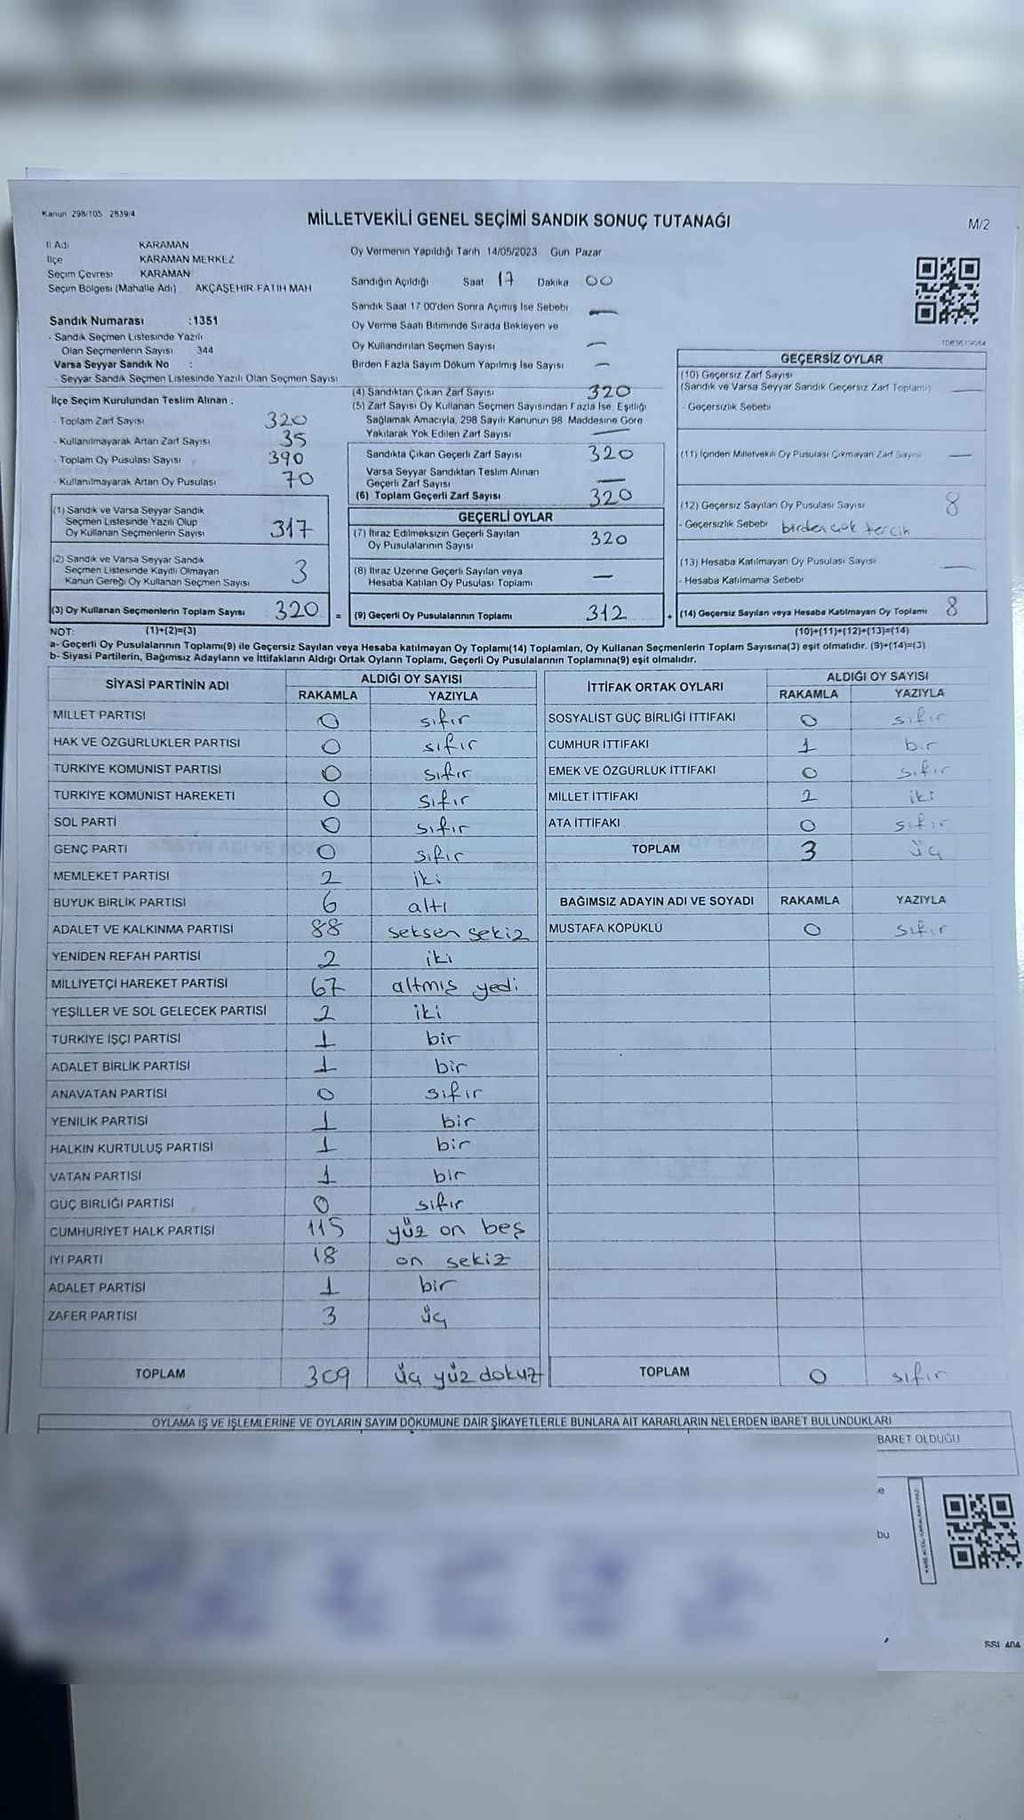 Kanun 298/105 2839/4
MİLLETVEKİLİ GENEL SEÇİMİ SANDIK SONUÇ TUTANAĞI
M/2
İl Adı KARAMAN
İlçe KARAMAN MERKEZ
Seçim Çevresi KARAMAN
Seçim Bölgesi (Mahalle Adı) AKÇAŞEHİR-FATİH MAH
Oy Vermenin Yapıldığı Tarih 14/05/2023 Gün Pazar
Sandığın Açıldığı Saat 17 Dakika 00
Sandık Saat 17 00'den Sonra Açımış İse Sebebi —
Oy Verme Saati Bitiminde Sırada Bekleyen ve
Oy Kullandırılan Seçmen Sayısı —
Birden Fazla Sayım Döküm Yapılmış İse Sayısı —
Sandık Numarası :1351
- Sandık Seçmen Listesinde Yazılı
Olan Seçmenlerin Sayısı 344
Varsa Seyyar Sandık No :
- Seyyar Sandık Seçmen Listesinde Yazılı Olan Seçmen Sayısı
İlçe Seçim Kurulundan Teslim Alınan :
- Toplam Zarf Sayısı 320
- Kullanılmayarak Artan Zarf Sayısı 35
- Toplam Oy Pusulası Sayısı 390
- Kullanılmayarak Artan Oy Pusulası 70
(1) Sandık ve Varsa Seyyar Sandık
Seçmen Listesinde Yazılı Olup
Oy Kullanan Seçmenlerin Sayısı 317
(2) Sandık ve Varsa Seyyar Sandık
Seçmen Listesinde Kayıtlı Olmayan
Kanun Gereği Oy Kullanan Seçmen Sayısı 3
(3) Oy Kullanan Seçmenlerin Toplam Sayısı 320 =
(1)+(2)=(3)
(4) Sandıktan Çıkan Zarf Sayısı 320
(5) Zarf Sayısı Oy Kullanan Seçmen Sayısından Fazla İse, Eşitliği
Sağlamak Amacıyla, 298 Sayılı Kanunun 98 Maddesine Göre
Yakılarak Yok Edilen Zarf Sayısı —
Sandıkta Çıkan Geçerli Zarf Sayısı 320
Varsa Seyyar Sandıktan Teslim Alınan
Geçerli Zarf Sayısı —
(6) Toplam Geçerli Zarf Sayısı 320
GEÇERLİ OYLAR
(7) İtiraz Edilmeksizin Geçerli Sayılan
Oy Pusulalarının Sayısı 320
(8) İtiraz Üzerine Geçerli Sayılan veya
Hesaba Katılan Oy Pusulası Toplamı —
(9) Geçerli Oy Pusulalarının Toplamı 312 +
GEÇERSİZ OYLAR
(10) Geçersiz Zarf Sayısı
(Sandık ve Varsa Seyyar Sandık Geçersiz Zarf Toplamı) —
- Geçersizlik Sebebi
(11) İçinden Milletvekili Oy Pusulası Çıkmayan Zarf Sayısı —
(12) Geçersiz Sayılan Oy Pusulası Sayısı 8
- Geçersizlik Sebebi birden çok tercih
(13) Hesaba Katılmayan Oy Pusulası Sayısı —
- Hesaba Katılmama Sebebi
(14) Geçersiz Sayılan veya Hesaba Katılmayan Oy Toplamı 8
(10)+(11)+(12)+(13)=(14)
NOT:
a- Geçerli Oy Pusulalarının Toplamı(9) ile Geçersiz Sayılan veya Hesaba katılmayan Oy Toplamı(14) Toplamları, Oy Kullanan Seçmenlerin Toplam Sayısına(3) eşit olmalıdır. (9)+(14)=(3)
b- Siyasi Partilerin, Bağımsız Adayların ve İttifakların Aldığı Ortak Oyların Toplamı, Geçerli Oy Pusulalarının Toplamına(9) eşit olmalıdır.
SİYASİ PARTİNİN ADI ALDIĞI OY SAYISI
RAKAMLA YAZIYLA
MİLLET PARTİSİ 0 sıfır
HAK VE ÖZGÜRLÜKLER PARTİSİ 0 sıfır
TÜRKİYE KOMÜNİST PARTİSİ 0 sıfır
TÜRKİYE KOMÜNİST HAREKETİ 0 sıfır
SOL PARTİ 0 sıfır
GENÇ PARTİ 0 sıfır
MEMLEKET PARTİSİ 2 iki
BÜYÜK BİRLİK PARTİSİ 6 altı
ADALET VE KALKINMA PARTİSİ 88 seksen sekiz
YENİDEN REFAH PARTİSİ 2 iki
MİLLİYETÇİ HAREKET PARTİSİ 67 altmış yedi
YEŞİLLER VE SOL GELECEK PARTİSİ 2 iki
TÜRKİYE İŞÇİ PARTİSİ 1 bir
ADALET BİRLİK PARTİSİ 1 bir
ANAVATAN PARTİSİ 0 sıfır
YENİLİK PARTİSİ 1 bir
HALKIN KURTULUŞ PARTİSİ 1 bir
VATAN PARTİSİ 1 bir
GÜÇ BİRLİĞİ PARTİSİ 0 sıfır
CUMHURİYET HALK PARTİSİ 115 yüz on beş
İYİ PARTİ 18 on sekiz
ADALET PARTİSİ 1 bir
ZAFER PARTİSİ 3 üç
TOPLAM 309 üç yüz dokuz
İTTİFAK ORTAK OYLARI ALDIĞI OY SAYISI
RAKAMLA YAZIYLA
SOSYALİST GÜÇ BİRLİĞİ İTTİFAKI 0 sıfır
CUMHUR İTTİFAKI 1 bir
EMEK VE ÖZGÜRLÜK İTTİFAKI 0 sıfır
MİLLET İTTİFAKI 2 iki
ATA İTTİFAKI 0 sıfır
TOPLAM 3 üç
BAĞIMSIZ ADAYIN ADI VE SOYADI RAKAMLA YAZIYLA
MUSTAFA KÖPÜKLÜ 0 sıfır
TOPLAM 0 sıfır
OYLAMA İŞ VE İŞLEMLERİNE VE OYLARIN SAYIM DÖKÜMÜNE DAİR ŞİKAYETLERLE BUNLARA AİT KARARLARIN NELERDEN İBARET BULUNDUKLARI
BARET OLDUĞU
bu